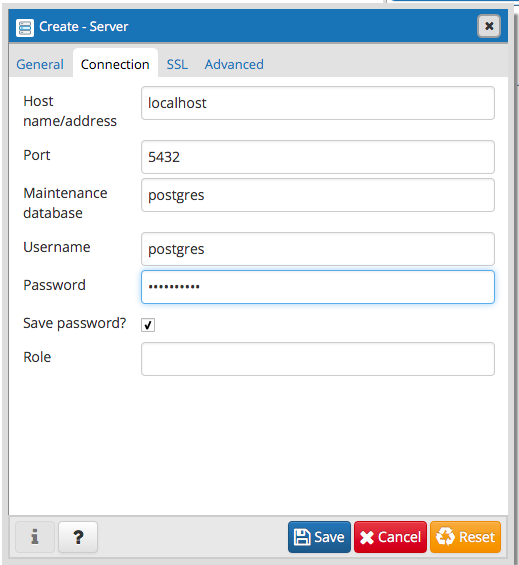 Create - Server
General Connection SSL Advanced
Host
name/address
localhost
Port
5432
Maintenance
database
postgres
Username
postgres
Password
••••••••••
Save password?
Role
i ? Save Cancel Reset